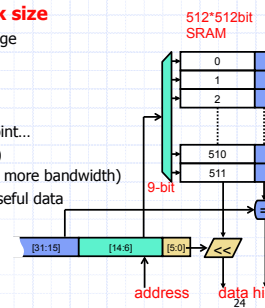 k size
512*512bit
SRAM
ge
0
1
2
int...
)
510
more bandwidth)
511
seful data
9-bit
=
[31:15]
[14:6]
[5:0]
<<
address
data hi
24